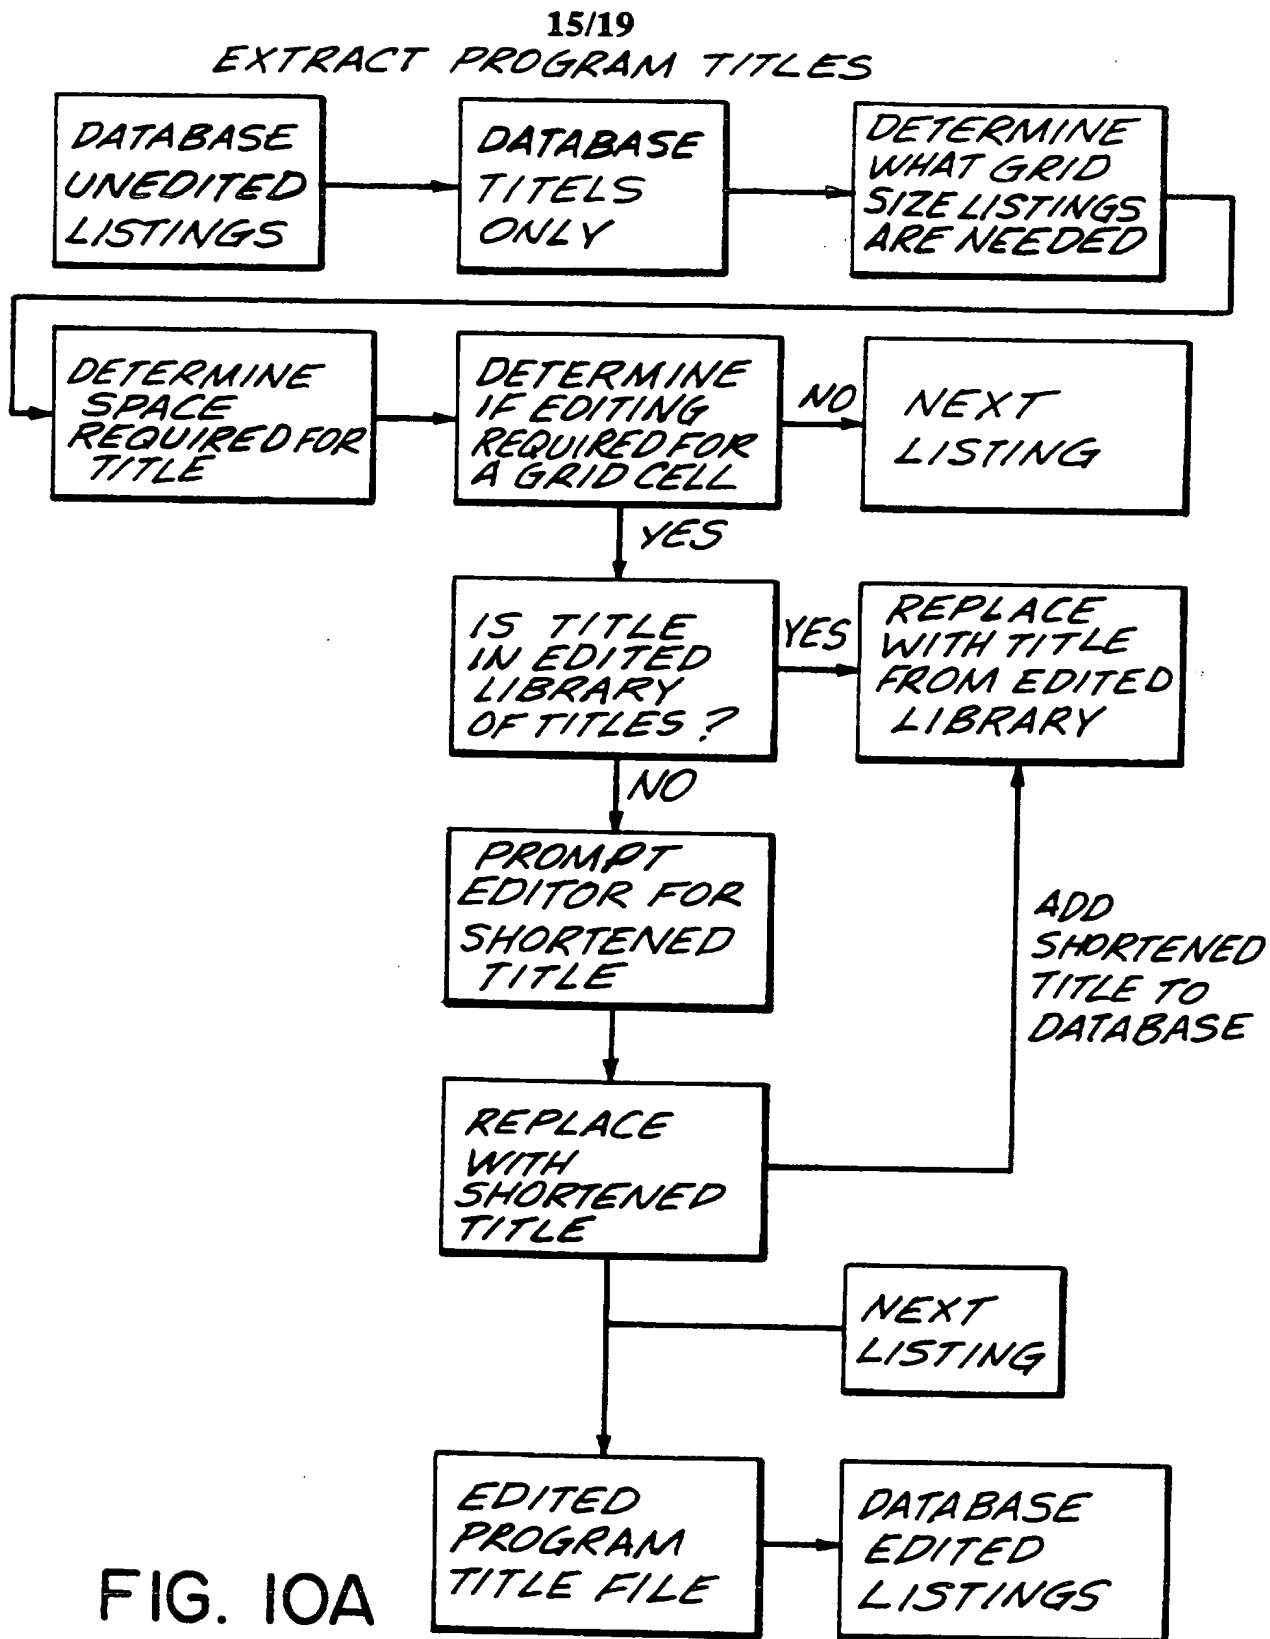 15/19
EXTRACT PROGRAM TITLES
DATABASE
UNEDITED
LISTINGS
DATABASE
TITELS
ONLY
DETERMINE
WHAT GRID
SIZE LISTINGS
ARE NEEDED
DETERMINE
SPACE
REQUIRED FOR
TITLE
DETERMINE
IF EDITING
REQUIRED FOR
A GRID CELL
NO
NEXT
LISTING
YES
IS TITLE
IN EDITED
LIBRARY
OF TITLES?
YES
REPLACE
WITH TITLE
FROM EDITED
LIBRARY
NO
PROMPT
EDITOR FOR
SHORTENED
TITLE
ADD
SHORTENED
TITLE TO
DATABASE
REPLACE
WITH
SHORTENED
TITLE
NEXT
LISTING
EDITED
PROGRAM
TITLE FILE
DATABASE
EDITED
LISTINGS
FIG. 10A